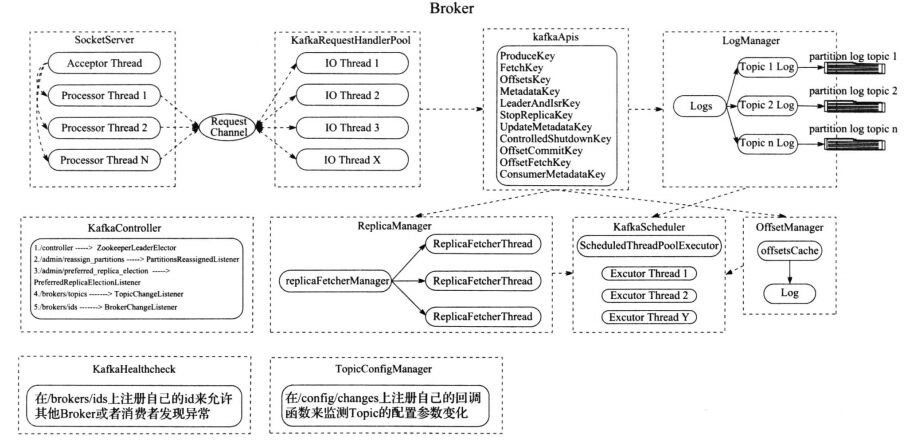 Broker
SocketServer
Acceptor Thread
Processor Thread 1
Processor Thread 2
Processor Thread N
Request
Channel
KafkaRequestHandlerPool
IO Thread 1
IO Thread 2
IO Thread 3
IO Thread X
kafkaApis
ProduceKey
FetchKey
OffsetsKey
MetadataKey
LeaderAndIsrKey
StopReplicaKey
UpdateMetadataKey
ControlledShutdownKey
OffsetCommitKey
OffsetFetchKey
ConsumerMetadataKey
LogManager
Logs
Topic 1 Log
Topic 2 Log
Topic n Log
partition log topic 1
partition log topic 2
partition log topic n
KafkaController
1./controller -----> ZookeeperLeaderElector
2./admin/reassign_partitions -----> PartitionsReassignedListener
3./admin/preferred_replica_election ----->
PreferredReplicaElectionListener
4./brokers/topics -------> TopicChangeListener
5./brokers/ids -------> BrokerChangeListener
ReplicaManager
replicaFetcherManager
ReplicaFetcherThread
ReplicaFetcherThread
ReplicaFetcherThread
KafkaScheduler
ScheduledThreadPoolExecutor
Excutor Thread 1
Excutor Thread 2
Excutor Thread Y
OffsetManager
offsetsCache
Log
KafkaHealthcheck
在/brokers/ids上注册自己的id来允许
其他Broker或者消费者发现异常
TopicConfigManager
在/config/changes上注册自己的回调
函数来监测Topic的配置参数变化